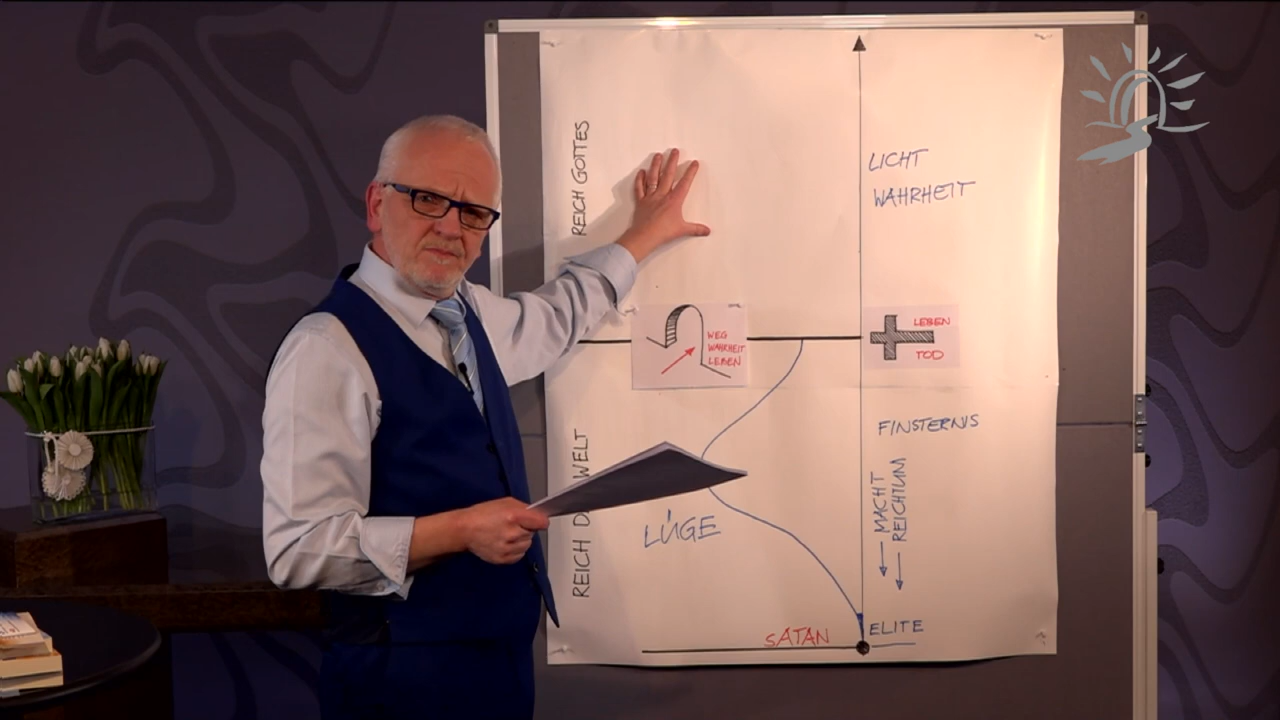 REICH GOTTES
LICHT
WAHRHEIT
WEG
WAHRHEIT
LEBEN
LEBEN
TOD
REICH D WELT
FINSTERNIS
MACHT
REICHTUM
LÜGE
SATAN
ELITE